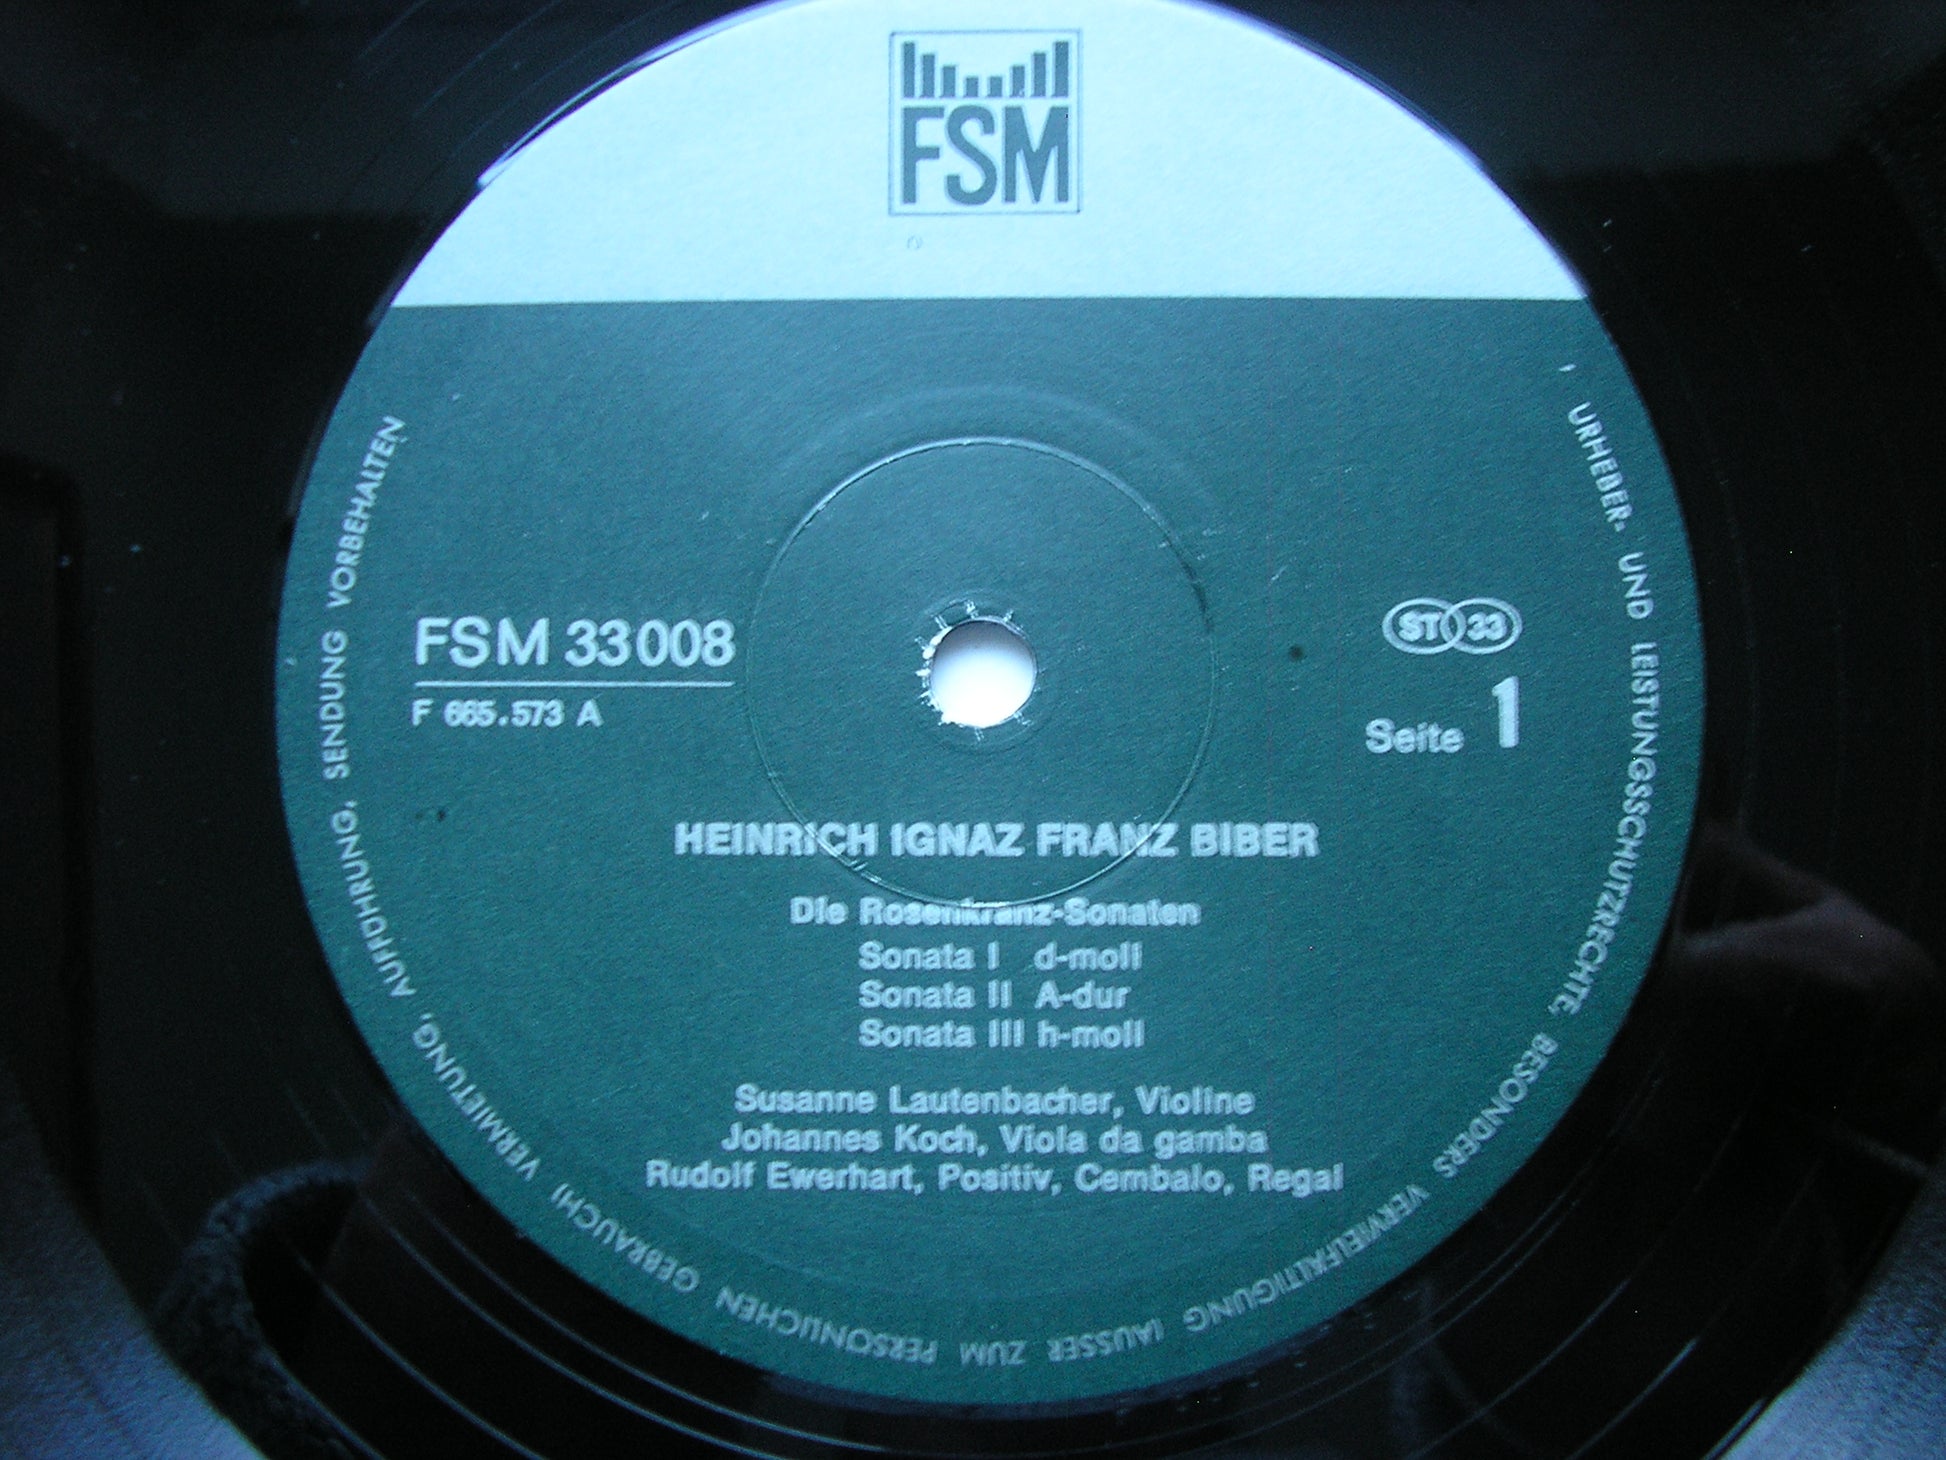 FSM
FSM 33008
F 665.573 A
ST 33
Seite 1
HEINRICH IGNAZ FRANZ BIBER
Die Rosenkranz-Sonaten
Sonata I d-moll
Sonata II A-dur
Sonata III h-moll
Susanne Lautenbacher, Violine
Johannes Koch, Viola da gamba
Rudolf Ewerhart, Positiv, Cembalo, Regal
URHEBER- UND LEISTUNGSSCHUTZRECHTE, BESONDERS VERVIELFÄLTIGUNG (AUSSER ZUM PERSÖNLICHEN GEBRAUCH) VERMIETUNG, AUFFÜHRUNG, SENDUNG VORBEHALTEN